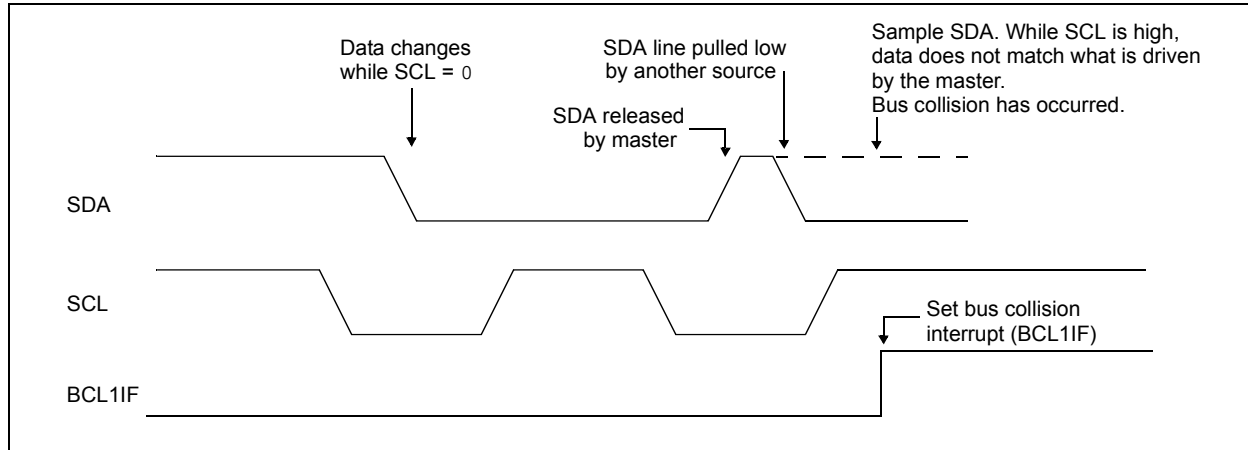 Data changes
while SCL = 0
SDA line pulled low
by another source
Sample SDA. While SCL is high,
data does not match what is driven
by the master.
Bus collision has occurred.
SDA released
by master
SDA
SCL
Set bus collision
interrupt (BCL1IF)
BCL1IF